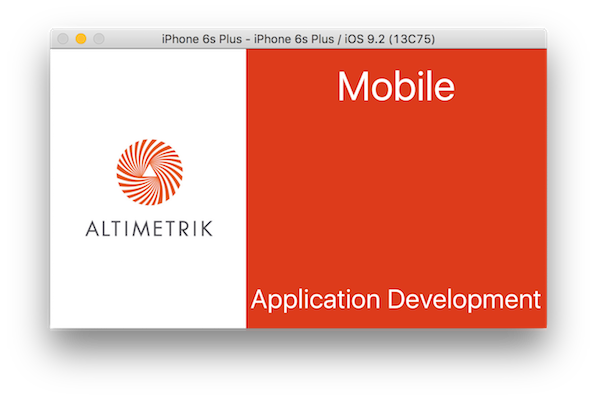 iPhone 6s Plus - iPhone 6s Plus / iOS 9.2 (13C75)
Mobile
ALTIMETRIK
Application Development